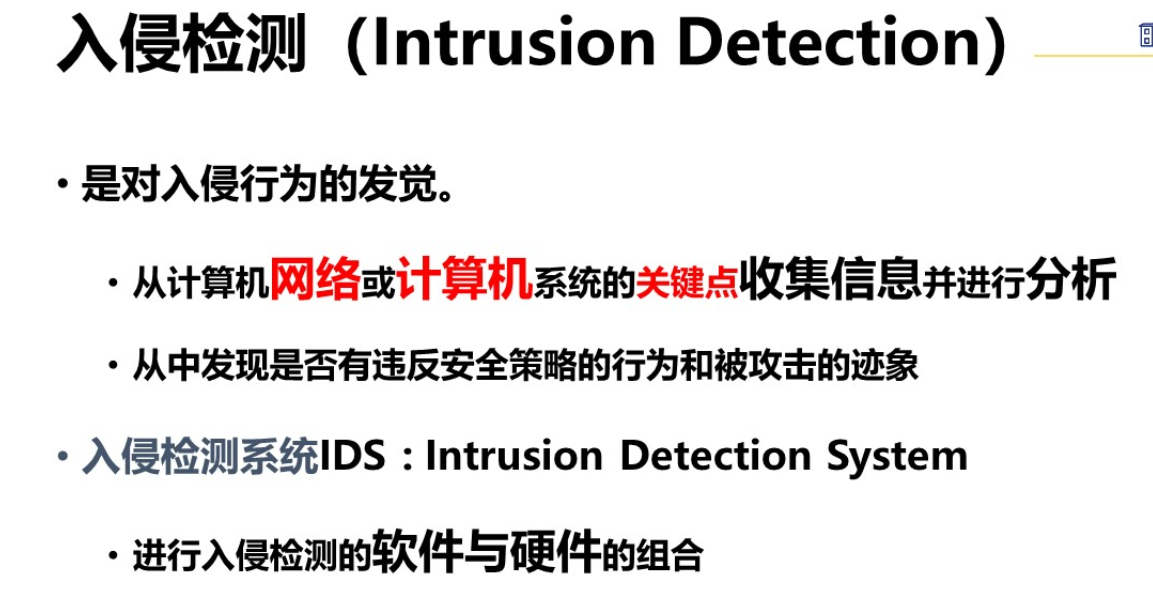 入侵检测（Intrusion Detection）
• 是对入侵行为的发觉。
• 从计算机网络或计算机系统的关键点收集信息并进行分析
• 从中发现是否有违反安全策略的行为和被攻击的迹象
• 入侵检测系统IDS：Intrusion Detection System
• 进行入侵检测的软件与硬件的组合